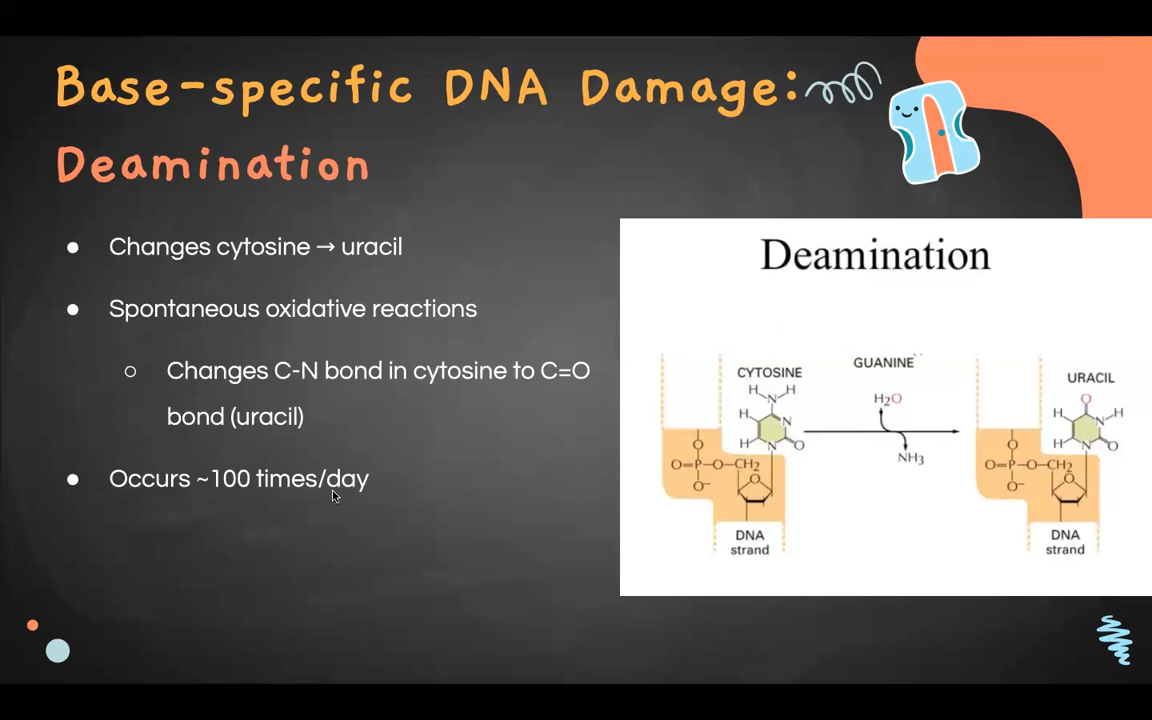 Base-specific DNA Damage:
Deamination
● Changes cytosine → uracil
● Spontaneous oxidative reactions
○ Changes C-N bond in cytosine to C=O
bond (uracil)
● Occurs ~100 times/day
Deamination
CYTOSINE
GUANINE
URACIL
H N H
H2O
O
H N
H N H
H N O
NH3
H N O
O
O=P-O-CH2
O-
O
O
O=P-O-CH2
O-
O
DNA
strand
DNA
strand